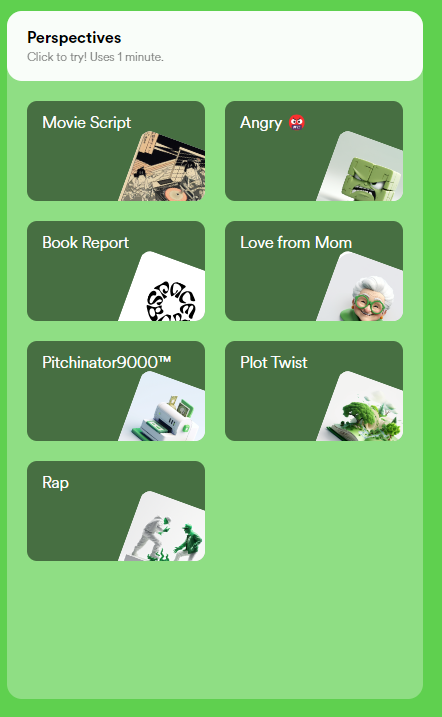 Perspectives
Click to try! Uses 1 minute.
Movie Script
Angry 👹
Book Report
Love from Mom
Pitchinator9000™
Plot Twist
Rap